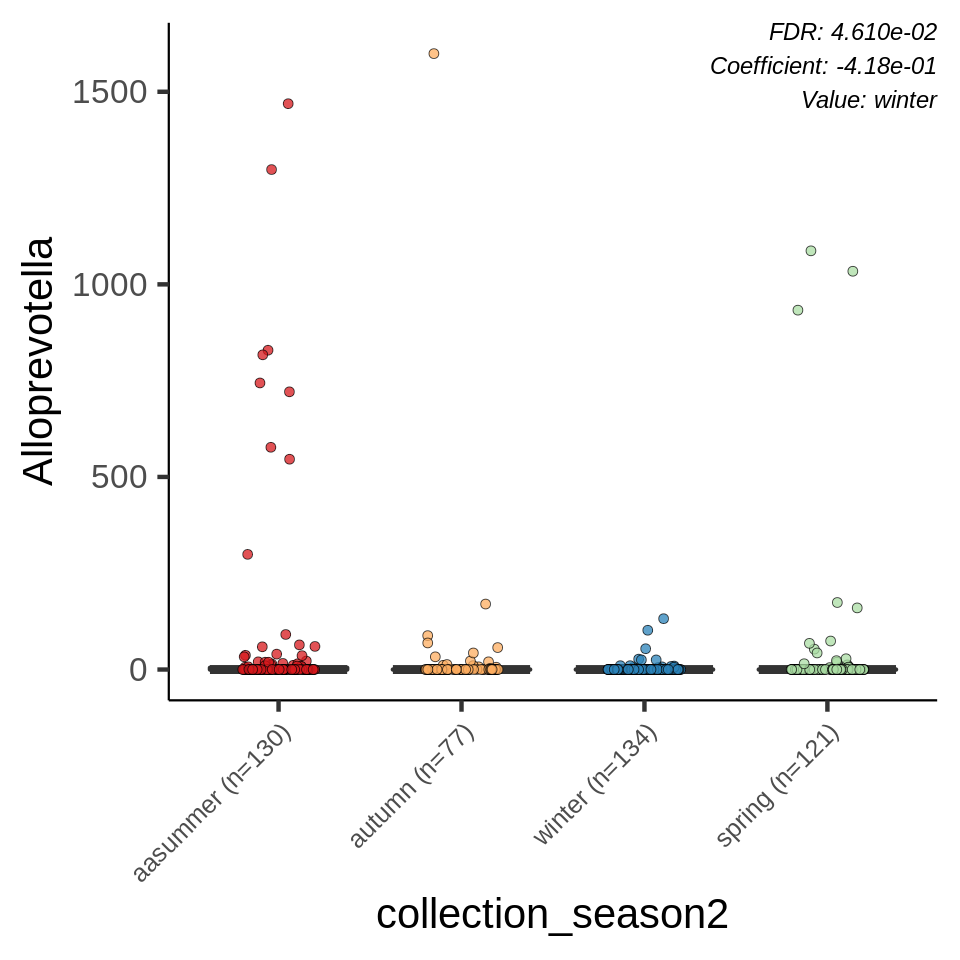 FDR: 4.610e-02
Coefficient: -4.18e-01
Value: winter
Alloprevotella
1500
1000
500
0
aasummer (n=130)
autumn (n=77)
winter (n=134)
spring (n=121)
collection_season2